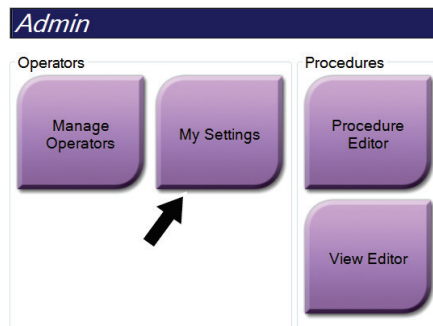 Admin
Operators
Manage
Operators
My Settings
Procedures
Procedure
Editor
View Editor